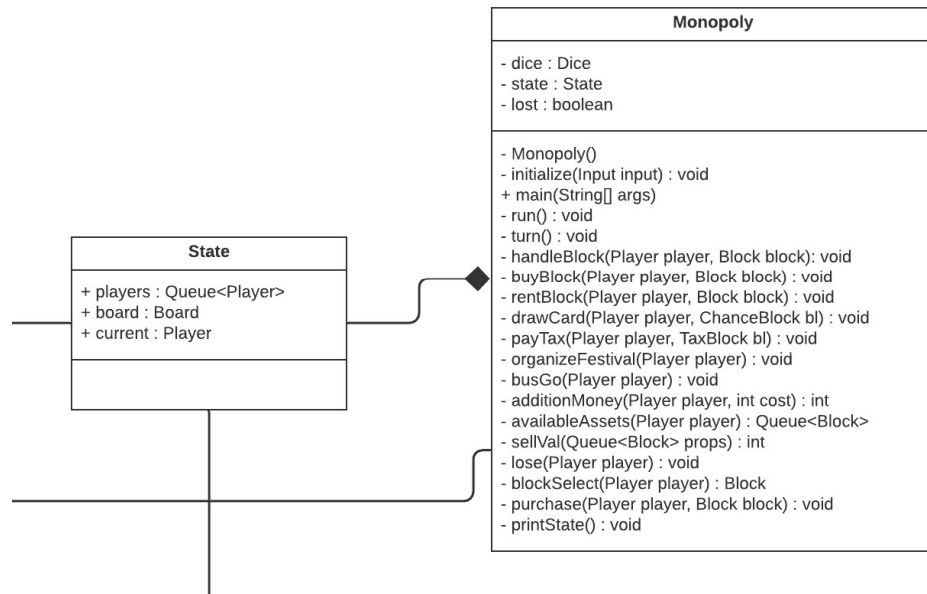 Monopoly
- dice : Dice
- state : State
- lost : boolean
- Monopoly()
- initialize(Input input) : void
+ main(String[] args)
- run() : void
- turn() : void
- handleBlock(Player player, Block block): void
- buyBlock(Player player, Block block) : void
- rentBlock(Player player, Block block) : void
- drawCard(Player player, ChanceBlock bl) : void
- payTax(Player player, TaxBlock bl) : void
- organizeFestival(Player player) : void
- busGo(Player player) : void
- additionMoney(Player player, int cost) : int
- availableAssets(Player player) : Queue<Block>
- sellVal(Queue<Block> props) : int
- lose(Player player) : void
- blockSelect(Player player) : Block
- purchase(Player player, Block block) : void
- printState() : void
State
+ players : Queue<Player>
+ board : Board
+ current : Player